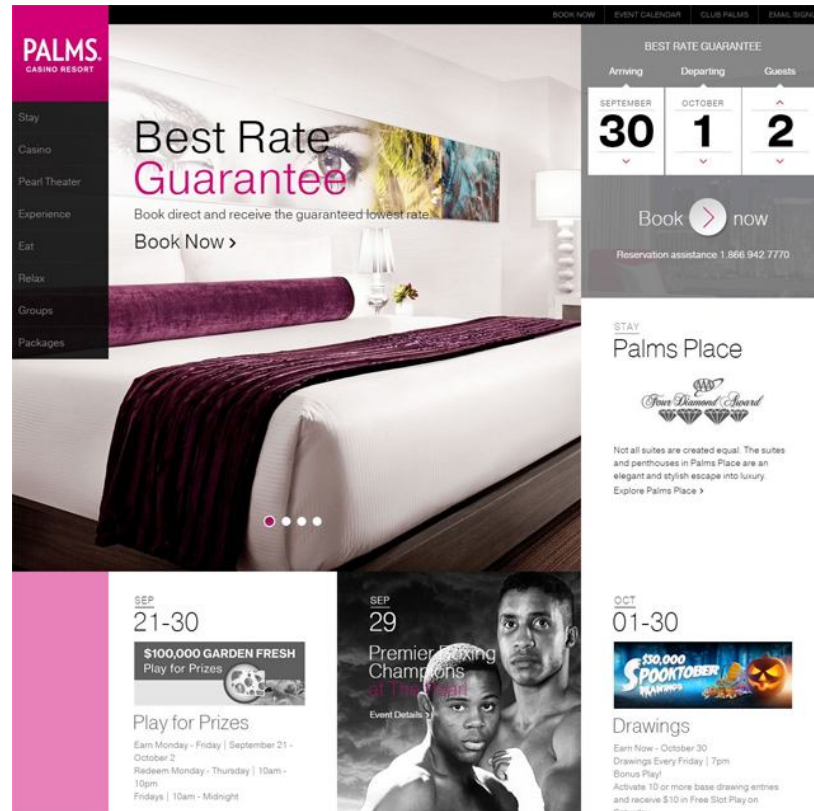 BOOK NOW
EVENT CALENDAR
CLUB PALMS
EMAIL
PALMS.
CASINO RESORT
Stay
Casino
Pearl Theater
Experience
Eat
Relax
Groups
Packages
Best Rate
Guarantee
Book direct and receive the guaranteed lowest rate.
Book Now >
BEST RATE GUARANTEE
Arriving Departing Guests
SEPTEMBER OCTOBER
30 1 2
Book > now
Reservation assistance 1.866.942.7770
STAY
Palms Place
AAA
Four Diamond Award
Not all suites are created equal. The suites
and penthouses in Palms Place are an
elegant and stylish escape into luxury.
Explore Palms Place >
SEP
21-30
$100,000 GARDEN FRESH
Play for Prizes
Play for Prizes
Earn Monday - Friday | September 21 -
October 2
Redeem Monday - Thursday | 10am -
10pm
Fridays | 10am - Midnight
SEP
29
Premier Boxing
Champions
at The Pearl
Event Details >
OCT
01-30
$50,000
SPOOKTOBER
DRAWINGS
Drawings
Earn Now - October 30
Drawings Every Friday | 7pm
Bonus Play!
Activate 10 or more base drawing entries
and receive $10 in Free Slot Play on